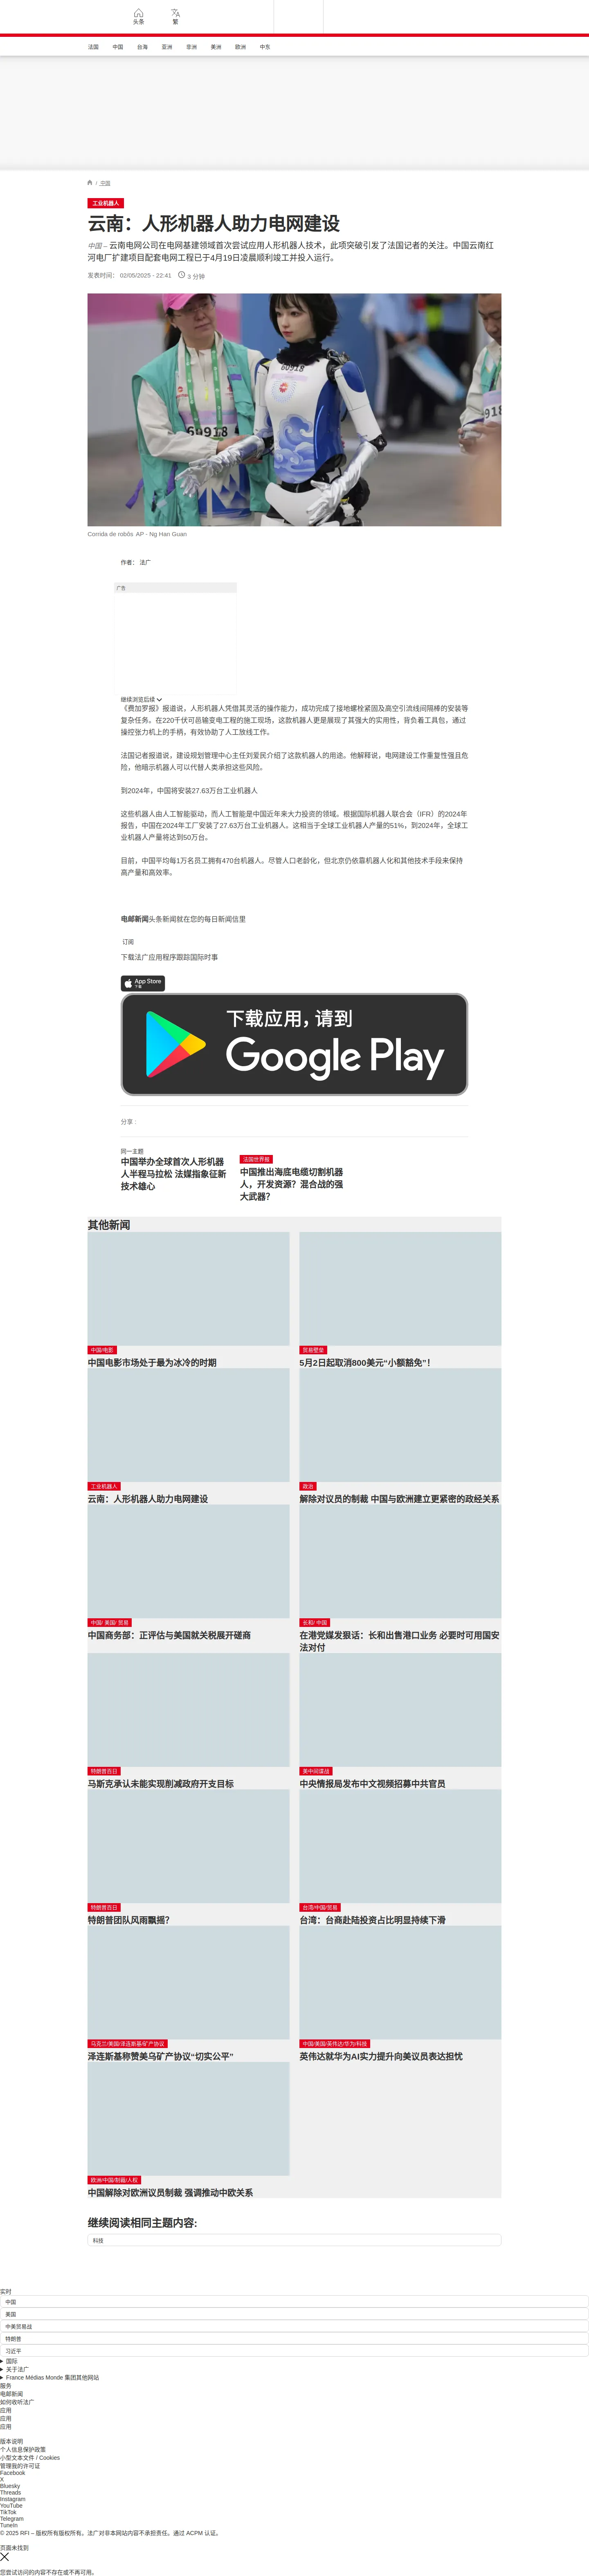 头条
繁
法国
中国
台海
亚洲
非洲
美洲
欧洲
中东
/ 中国
工业机器人
云南：人形机器人助力电网建设
中国 – 云南电网公司在电网基建领域首次尝试应用人形机器人技术，此项突破引发了法国记者的关注。中国云南红
河电厂扩建项目配套电网工程已于4月19日凌晨顺利竣工并投入运行。
发表时间： 02/05/2025 - 22:41
3 分钟
60918
60919
Corrida de robôs AP - Ng Han Guan
作者： 法广
广告
继续浏览后续
《费加罗报》报道说，人形机器人凭借其灵活的操作能力，成功完成了接地螺栓紧固及高空引流线间隔棒的安装等
复杂任务。在220千伏可邑输变电工程的施工现场，这款机器人更是展现了其强大的实用性，背负着工具包，通过
操控张力机上的手柄，有效协助了人工放线工作。
法国记者报道说，建设规划管理中心主任刘爱民介绍了这款机器人的用途。他解释说，电网建设工作重复性强且危
险，他暗示机器人可以代替人类承担这些风险。
到2024年，中国将安装27.63万台工业机器人
这些机器人由人工智能驱动，而人工智能是中国近年来大力投资的领域。根据国际机器人联合会（IFR）的2024年
报告，中国在2024年工厂安装了27.63万台工业机器人。这相当于全球工业机器人产量的51%，到2024年，全球工
业机器人产量将达到50万台。
目前，中国平均每1万名员工拥有470台机器人。尽管人口老龄化，但北京仍依靠机器人化和其他技术手段来保持
高产量和高效率。
电邮新闻头条新闻就在您的每日新闻信里
订阅
下载法广应用程序跟踪国际时事
App Store
下载
下载应用，请到
Google Play
分享 :
同一主题
中国举办全球首次人形机器
人半程马拉松 法媒指象征新
技术雄心
法国世界报
中国推出海底电缆切割机器
人，开发资源？混合战的强
大武器？
其他新闻
中国/电影
中国电影市场处于最为冰冷的时期
贸易壁垒
5月2日起取消800美元“小额豁免”！
工业机器人
云南：人形机器人助力电网建设
政治
解除对议员的制裁 中国与欧洲建立更紧密的政经关系
中国/ 美国/ 贸易
中国商务部：正评估与美国就关税展开磋商
长和/ 中国
在港党媒发狠话：长和出售港口业务 必要时可用国安
法对付
特朗普百日
马斯克承认未能实现削减政府开支目标
美中间谍战
中央情报局发布中文视频招募中共官员
特朗普百日
特朗普团队风雨飘摇？
台湾/中国/贸易
台湾：台商赴陆投资占比明显持续下滑
乌克兰/美国/泽连斯基/矿产协议
泽连斯基称赞美乌矿产协议“切实公平”
中国/美国/英伟达/华为/科技
英伟达就华为AI实力提升向美议员表达担忧
欧洲/中国/制裁/人权
中国解除对欧洲议员制裁 强调推动中欧关系
继续阅读相同主题内容:
科技
实时
中国
美国
中美贸易战
特朗普
习近平
国际
关于法广
France Médias Monde 集团其他网站
服务
电邮新闻
如何收听法广
应用
应用
应用
版本说明
个人信息保护政策
小型文本文件 / Cookies
管理我的许可证
Facebook
X
Bluesky
Threads
Instagram
YouTube
TikTok
Telegram
TuneIn
© 2025 RFI – 版权所有版权所有。法广对非本网站内容不承担责任。通过 ACPM 认证。
页面未找到
您尝试访问的内容不存在或不再可用。